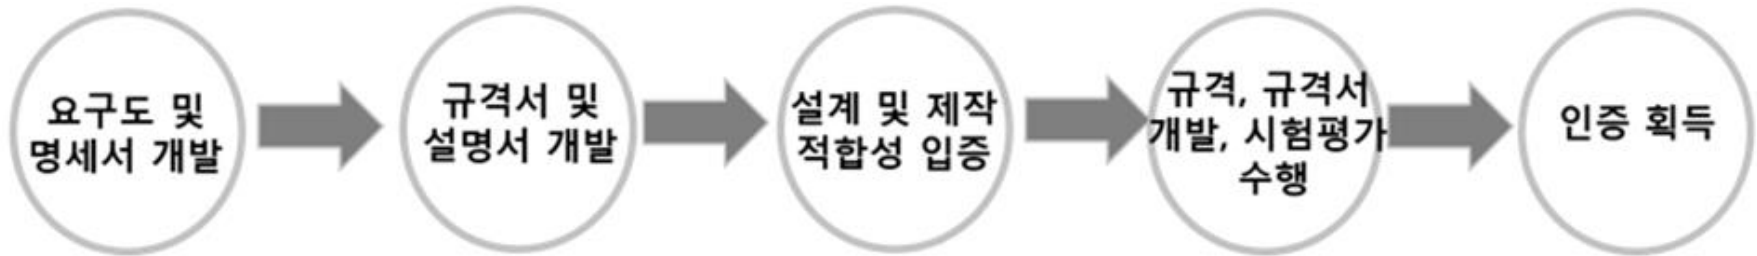 요구도 및
명세서 개발
규격서 및
설명서 개발
설계 및 제작
적합성 입증
규격, 규격서
개발, 시험평가
수행
인증 획득